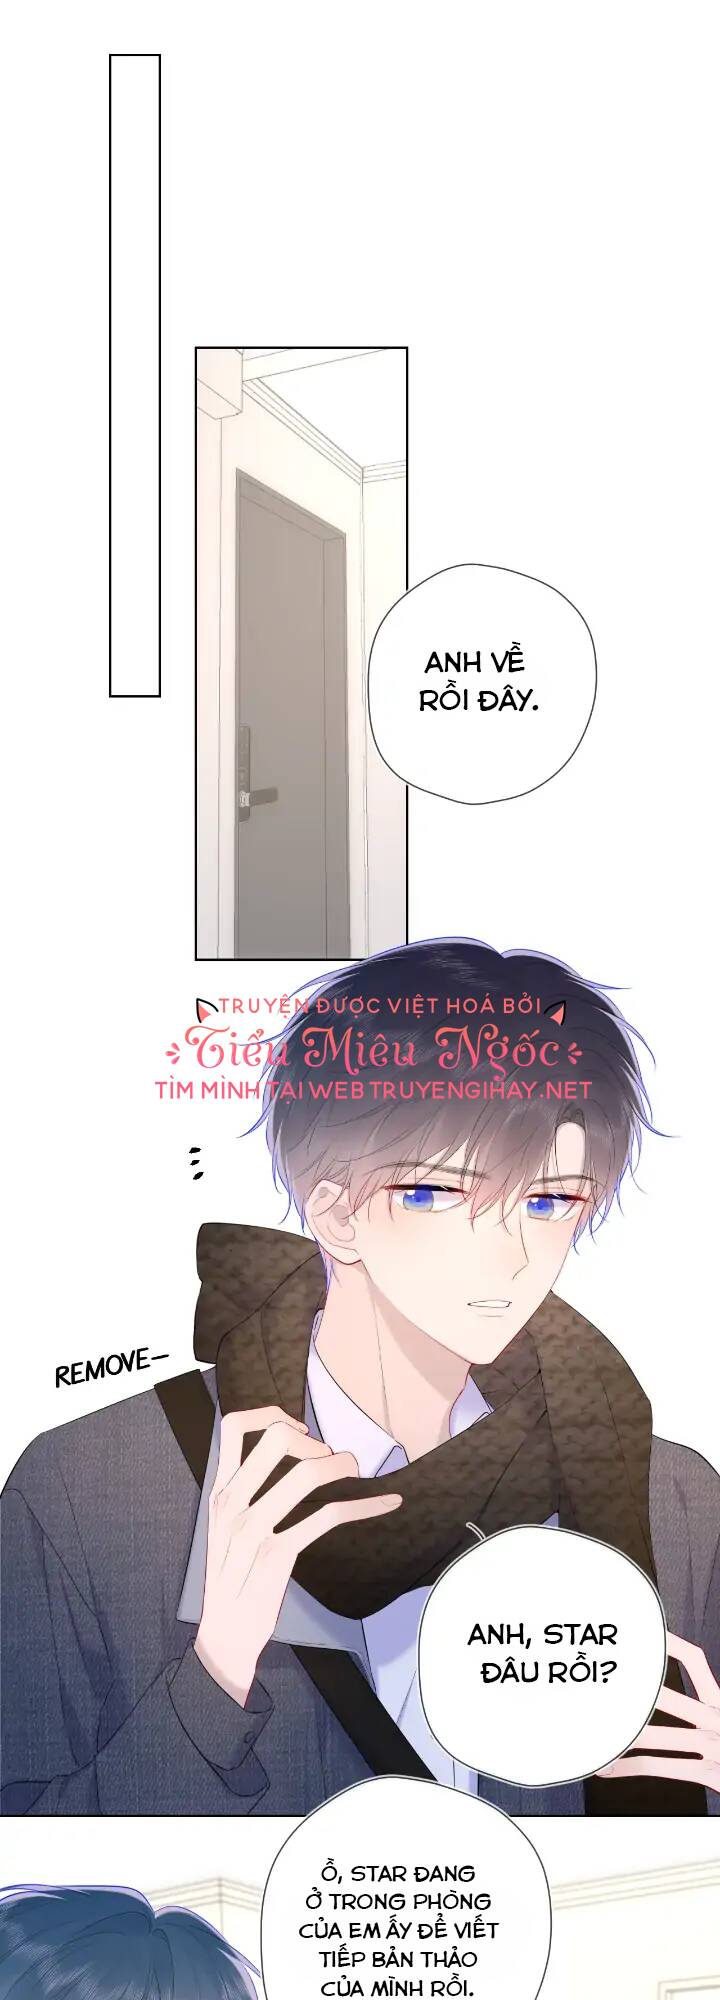 ANH VỀ
RỒI ĐÂY.
TRUYỆN ĐƯỢC VIỆT HOÁ BỞI
Tiểu Miêu Ngốc
TÌM MÌNH TẠI WEB TRUYENGIHAY.NET
REMOVE-
ANH, STAR
ĐÂU RỒI?
Ồ, STAR ĐANG
Ở TRONG PHÒNG
CỦA EM ẤY ĐỂ VIẾT
TIẾP BẢN THẢO
CỦA MÌNH RỒI.